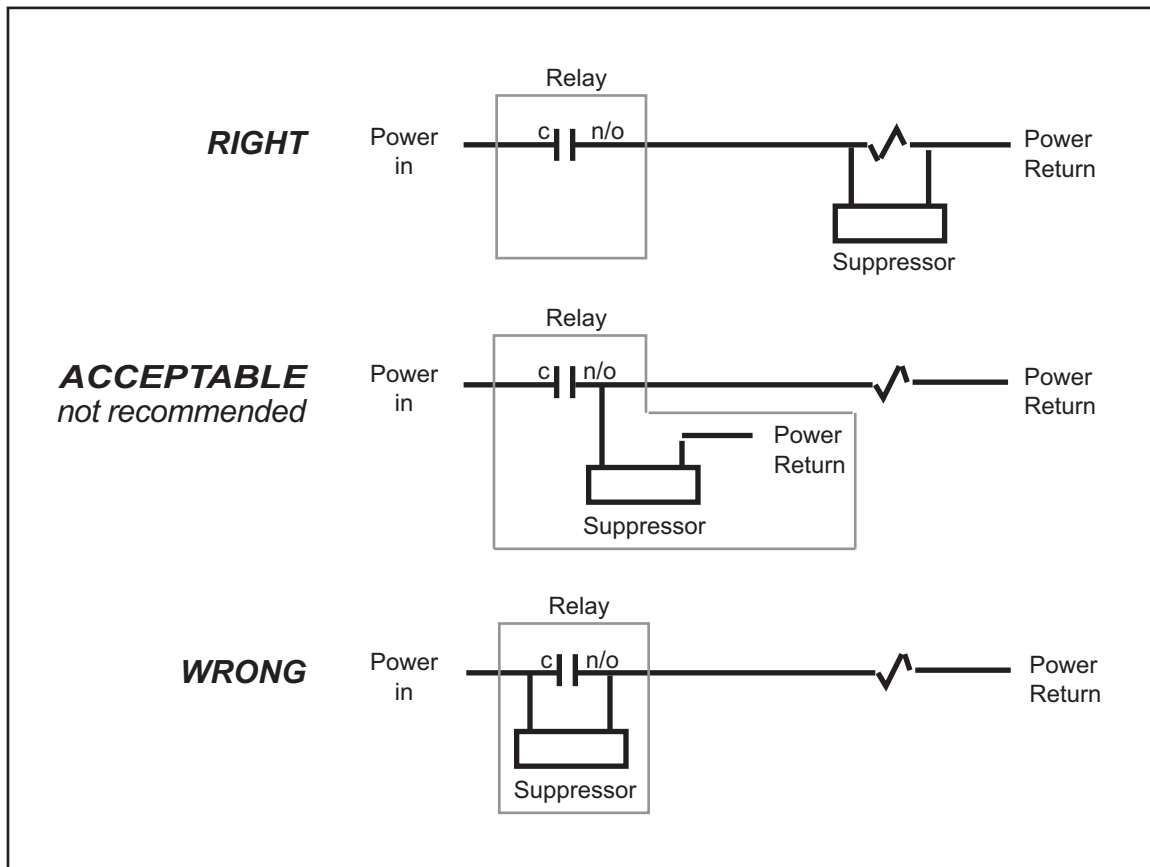 Relay
RIGHT
Power
in
c
n/o
Power
Return
Suppressor
Relay
ACCEPTABLE
not recommended
Power
in
c
n/o
Power
Return
Power
Return
Suppressor
Relay
WRONG
Power
in
c
n/o
Power
Return
Suppressor